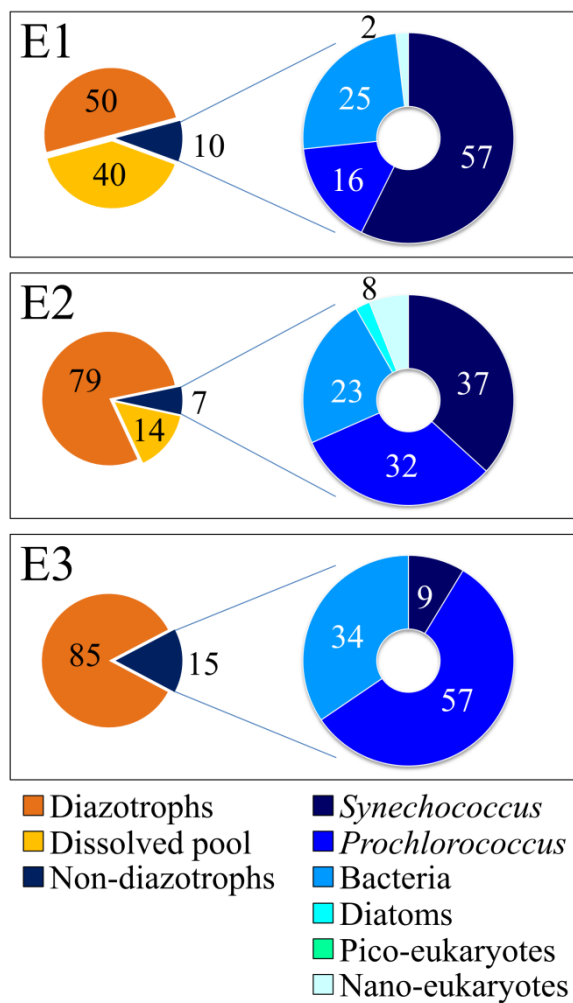 E1
2
50
10
40
25
57
16
E2
8
79
7
14
23
37
32
E3
85
15
9
34
57
Diazotrophs
Dissolved pool
Non-diazotrophs
Synechococcus
Prochlorococcus
Bacteria
Diatoms
Pico-eukaryotes
Nano-eukaryotes